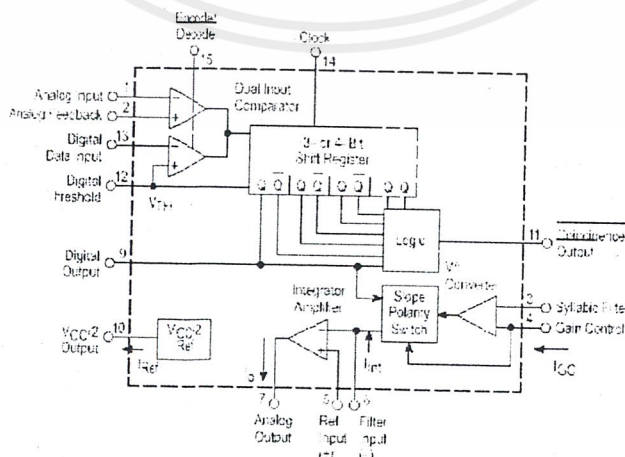 Encode/
Decode
15
Clock
14
Analog Input 1
Analog Feedback 2
Dual Input
Comparator
Digital
Data Input 13
Digital
Threshold 12
VTH
3- or 4-Bit
Shift Register
Q Q Q Q Q Q Q Q
Logic
11 Coincidence
Output
Digital
Output 9
V/I
Converter
Integrator
Amplifier
Slope
Polarity
Switch
3 Syllabic Filter
4 Gain Control
VCC/2
Output 10
VCC/2
Ref
IRef
IO
IInt
IGC
7
Analog
Output
5
Ref
Input
(+)
6
Filter
Input
(–)